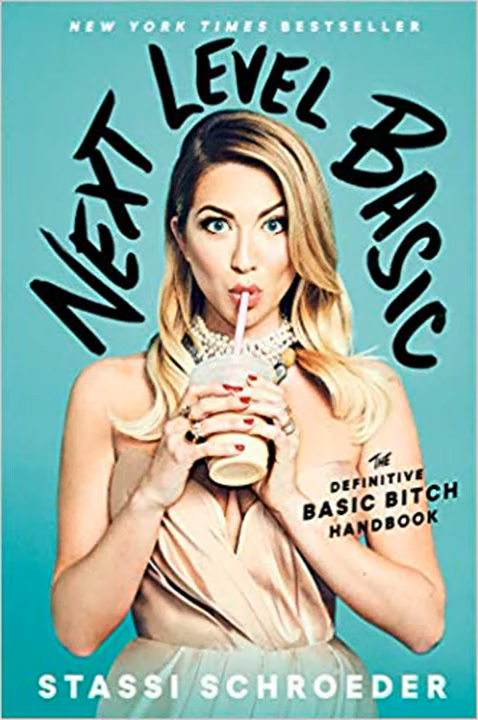 NEW YORK TIMES BESTSELLER
NEXT LEVEL BASIC
THE
DEFINITIVE
BASIC BITCH
HANDBOOK
STASSI SCHROEDER